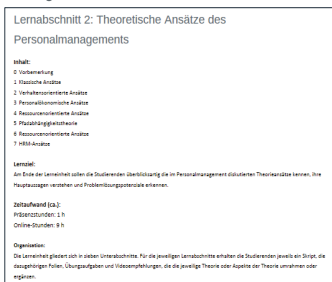 Lernabschnitt 2: Theoretische Ansätze des
Personalmanagements
Inhalt:
0 Vorbemerkung
1 Klassische Ansätze
2 Verhaltensorientierte Ansätze
3 Personalökonomische Ansätze
4 Ressourcenorientierte Ansätze
5 Pfadabhängigkeitstheorie
6 Ressourcenorientierte Ansätze
7 HRM-Ansätze
Lernziel:
Am Ende der Lerneinheit sollen die Studierenden überblicksartig die im Personalmanagement diskutierten Theorieansätze kennen, ihre
Hauptaussagen verstehen und Problemlösungspotenziale erkennen.
Zeitaufwand (ca.):
Präsenzstunden: 1 h
Online-Stunden: 9 h
Organisation:
Die Lerneinheit gliedert sich in sieben Unterabschnitte. Für die jeweiligen Lernabschnitte erhalten die Studierenden jeweils ein Skript, die
dazugehörigen Folien, Übungsaufgaben und Videoempfehlungen, die die jeweilige Theorie oder Aspekte der Theorie umrahmen oder
ergänzen.